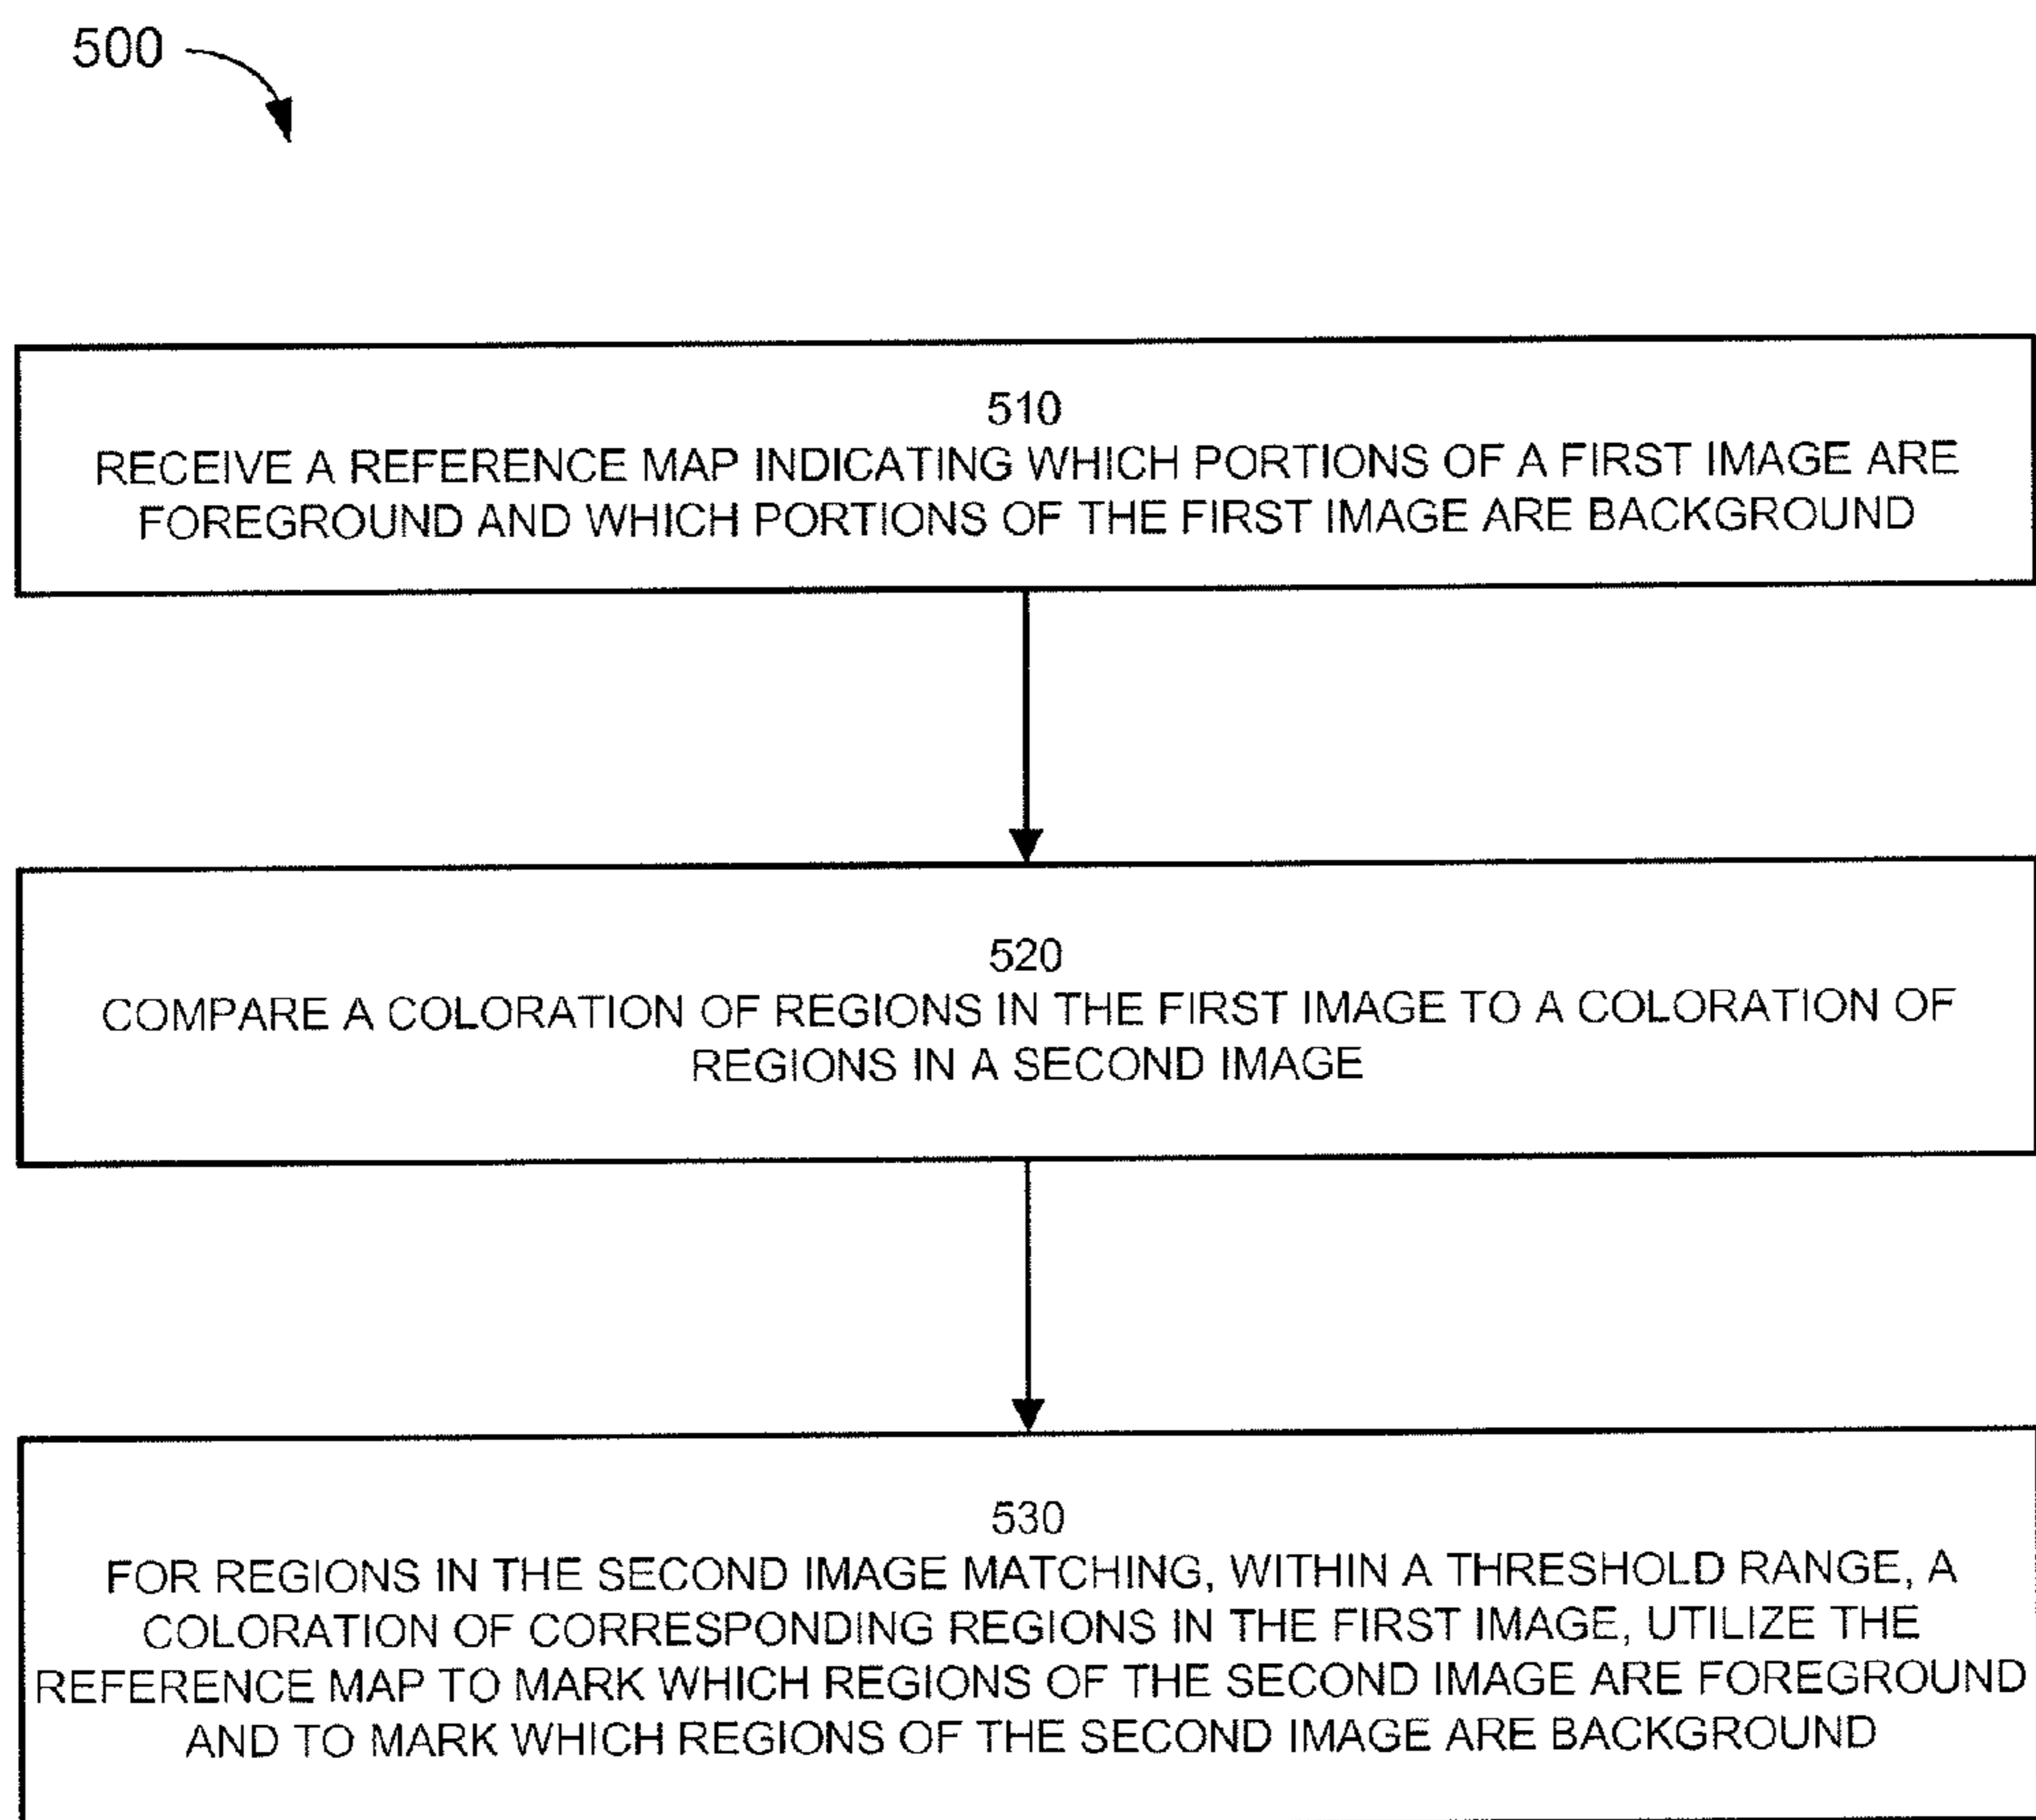 500
510
RECEIVE A REFERENCE MAP INDICATING WHICH PORTIONS OF A FIRST IMAGE ARE
FOREGROUND AND WHICH PORTIONS OF THE FIRST IMAGE ARE BACKGROUND
520
COMPARE A COLORATION OF REGIONS IN THE FIRST IMAGE TO A COLORATION OF
REGIONS IN A SECOND IMAGE
530
FOR REGIONS IN THE SECOND IMAGE MATCHING, WITHIN A THRESHOLD RANGE, A
COLORATION OF CORRESPONDING REGIONS IN THE FIRST IMAGE, UTILIZE THE
REFERENCE MAP TO MARK WHICH REGIONS OF THE SECOND IMAGE ARE FOREGROUND
AND TO MARK WHICH REGIONS OF THE SECOND IMAGE ARE BACKGROUND